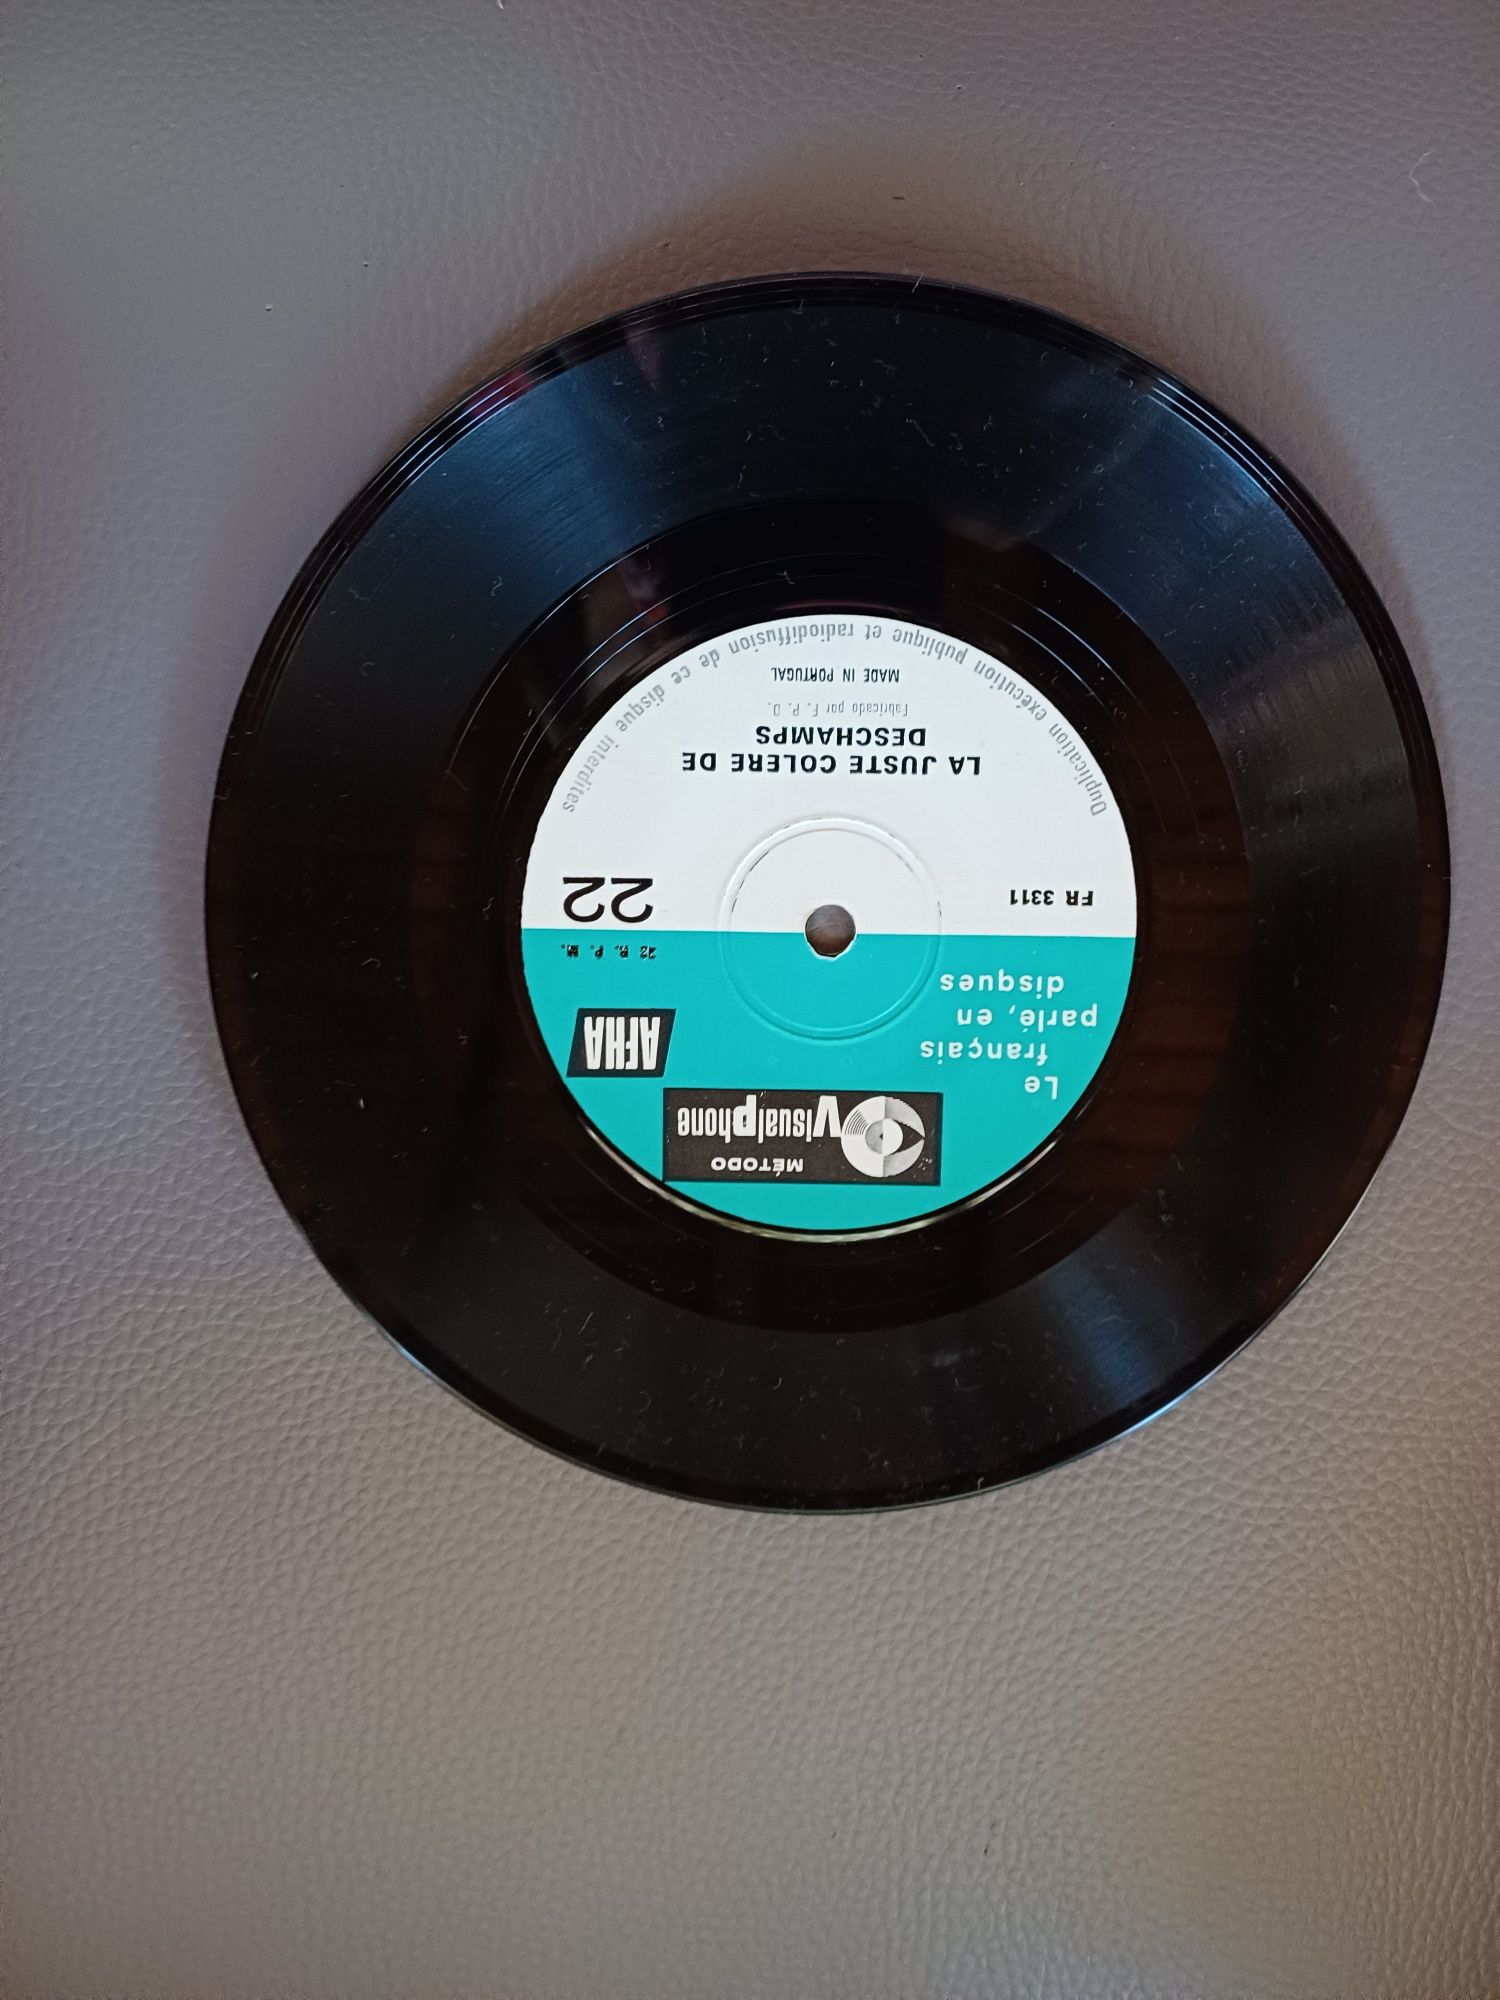 MÉTODO
Visualphone
Le
français
parlé, en
disques
AFHA
FR 3311
22
LA JUSTE COLERE DE
DESCHAMPS
Fabricado por F. P. D.
MADE IN PORTUGAL
Duplication exécution publique et radiodiffusion de ce disque interdites